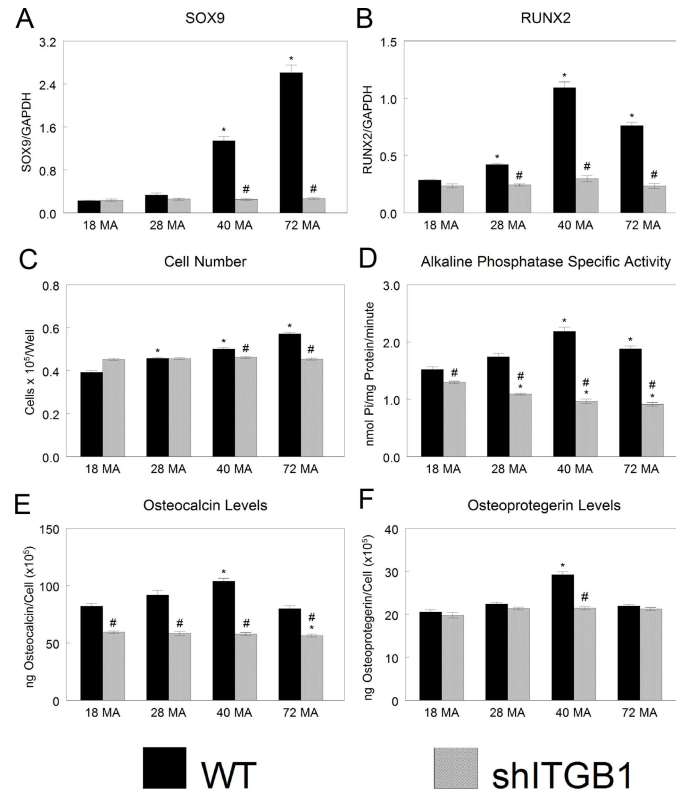 A
SOX9
SOX9/GAPDH
3.2
2.4
1.6
0.8
0.0
*
*
#
#
18 MA 28 MA 40 MA 72 MA
B
RUNX2
RUNX2/GAPDH
1.5
1.0
0.5
0.0
*
*
*
#
#
#
18 MA 28 MA 40 MA 72 MA
C
Cell Number
Cells x 10⁵/Well
0.8
0.6
0.4
0.2
0.0
*
*
*
#
#
18 MA 28 MA 40 MA 72 MA
D
Alkaline Phosphatase Specific Activity
nmol Pi/mg Protein/minute
3.0
2.0
1.0
0.0
*
*
#
#
*
#
*
#
*
18 MA 28 MA 40 MA 72 MA
E
Osteocalcin Levels
ng Osteocalcin/Cell (x10⁵)
150
100
50
0
*
#
#
#
#
*
18 MA 28 MA 40 MA 72 MA
F
Osteoprotegerin Levels
ng Osteoprotegerin/Cell (x10⁵)
40
30
20
10
0
*
#
18 MA 28 MA 40 MA 72 MA
WT
shITGB1